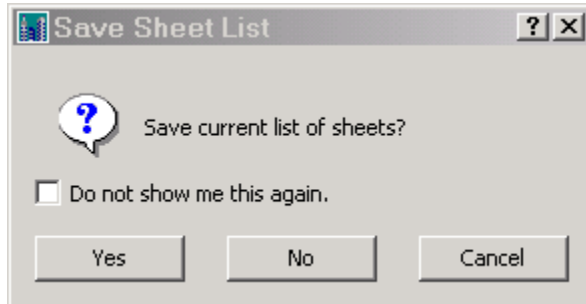 Save Sheet List
Save current list of sheets?
Do not show me this again.
Yes No Cancel